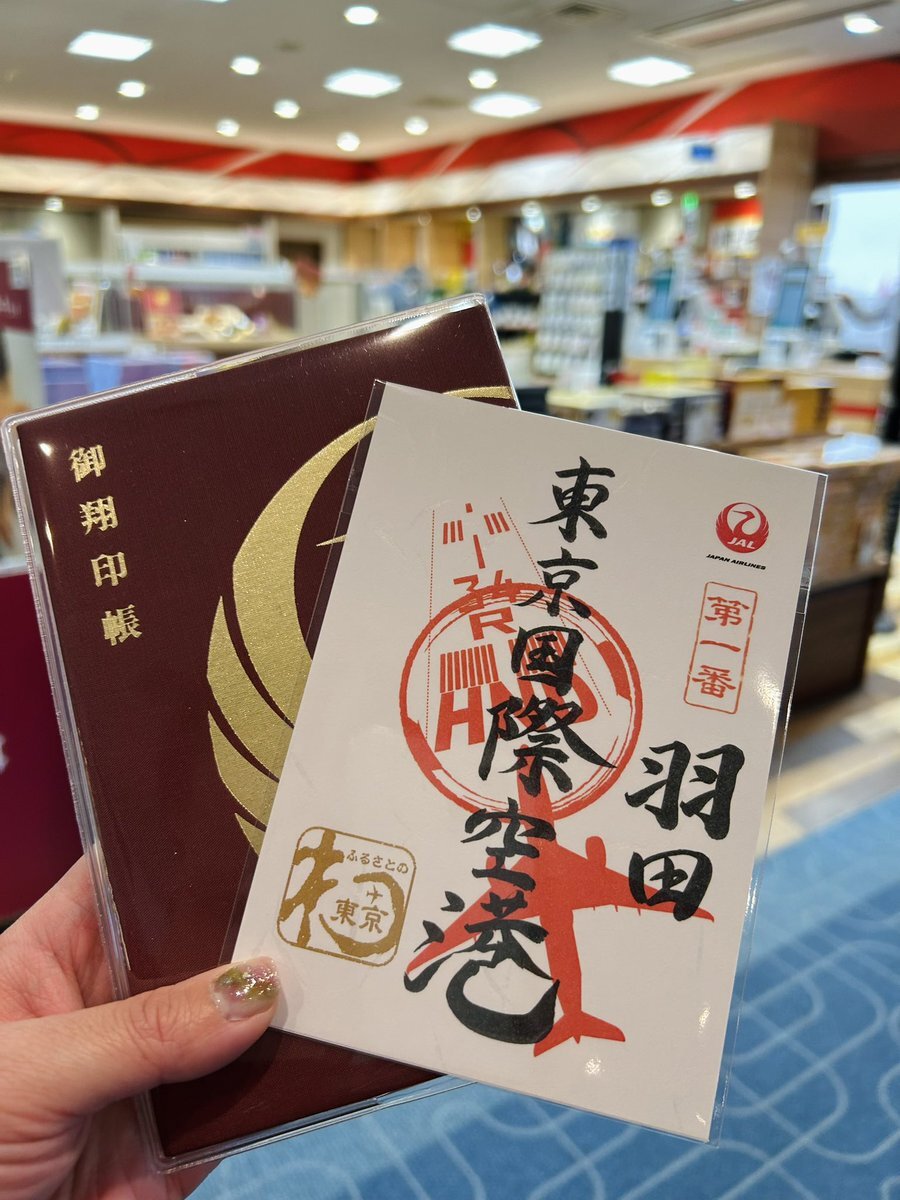 御翔印帳
東京国際空港
JAL
JAPAN AIRLINES
第一番
羽田
34R
HND
ふるさとの
東京